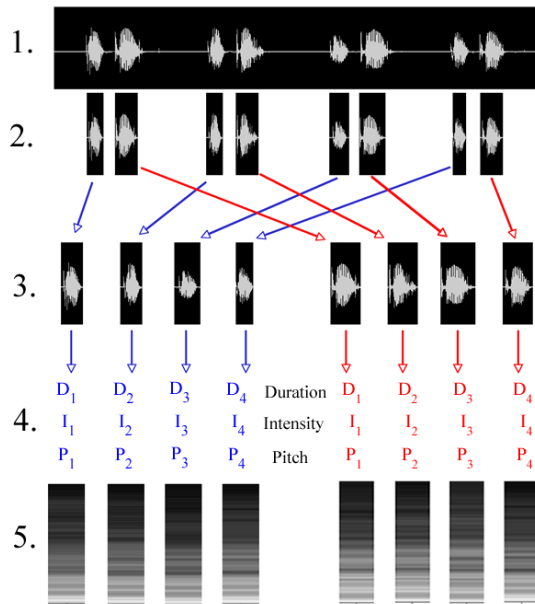 1.
2.
3.
D₁ D₂ D₃ D₄ Duration D₁ D₂ D₃ D₄
4. I₁ I₂ I₃ I₄ Intensity I₁ I₂ I₃ I₄
P₁ P₂ P₃ P₄ Pitch P₁ P₂ P₃ P₄
5.